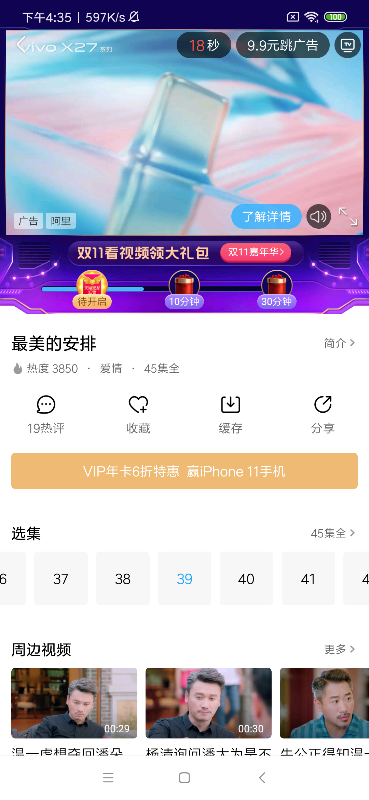 下午4:35 | 597K/s
100
vivo X27 系列
18秒
9.9元跳广告
TV
了解详情
广告 阿里
双11看视频领大礼包
双11嘉年华>
待开启
10分钟
30分钟
最美的安排
简介>
热度 3850 · 爱情 · 45集全
19热评
收藏
缓存
分享
VIP年卡6折特惠 赢iPhone 11手机
选集
45集全>
6 37 38 39 40 41 4
周边视频
更多>
00:29
00:30
温一虎想夺回潘朵
杨清询问潘大为是不
牛公正得知温一